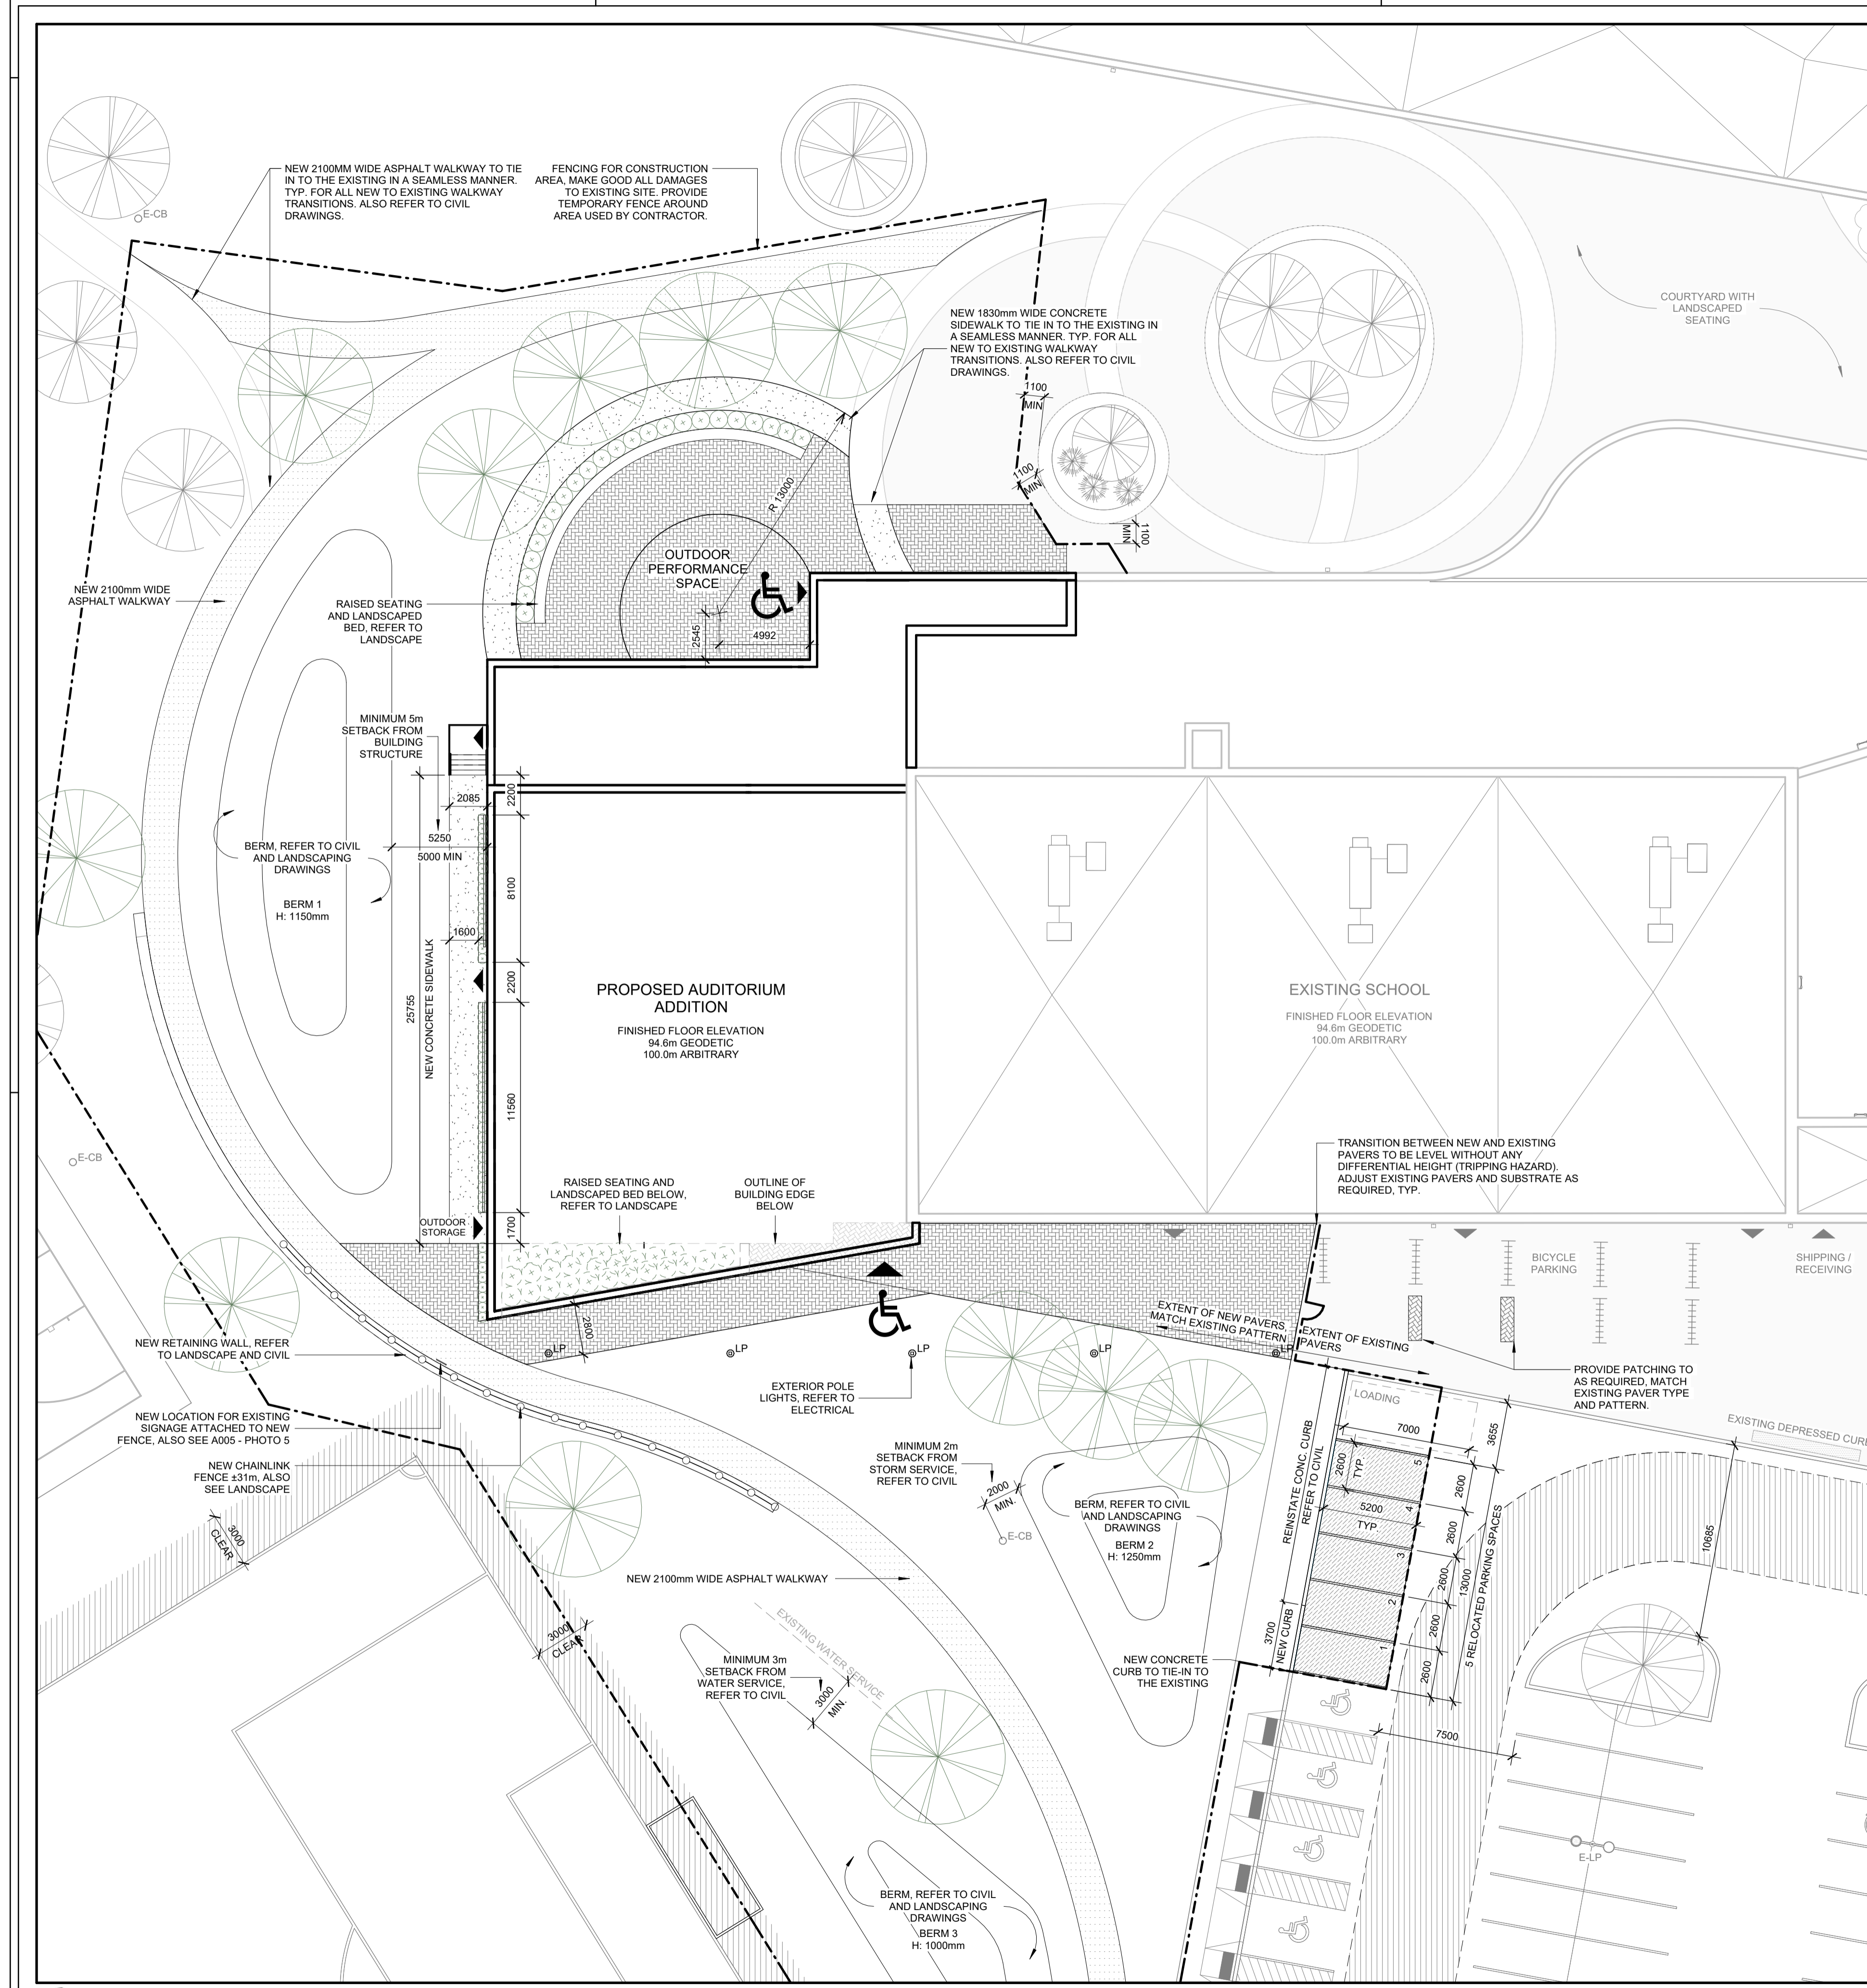 NEW 2100MM WIDE ASPHALT WALKWAY TO TIE
IN TO THE EXISTING IN A SEAMLESS MANNER.
TYP. FOR ALL NEW TO EXISTING WALKWAY
TRANSITIONS. ALSO REFER TO CIVIL
DRAWINGS.
FENCING FOR CONSTRUCTION
AREA, MAKE GOOD ALL DAMAGES
TO EXISTING SITE. PROVIDE
TEMPORARY FENCE AROUND
AREA USED BY CONTRACTOR.
E-CB
NEW 1830mm WIDE CONCRETE
SIDEWALK TO TIE IN TO THE EXISTING IN
A SEAMLESS MANNER. TYP. FOR ALL
NEW TO EXISTING WALKWAY
TRANSITIONS. ALSO REFER TO CIVIL
DRAWINGS.
COURTYARD WITH
LANDSCAPED
SEATING
1100
MIN
1100
MIN
1100
MIN
R 13000
OUTDOOR
PERFORMANCE
SPACE
2545
4992
NEW 2100mm WIDE
ASPHALT WALKWAY
RAISED SEATING
AND LANDSCAPED
BED, REFER TO
LANDSCAPE
MINIMUM 5m
SETBACK FROM
BUILDING
STRUCTURE
2085
2200
5250
5000 MIN
8100
BERM, REFER TO CIVIL
AND LANDSCAPING
DRAWINGS
BERM 1
H: 1150mm
1600
2200
25755
NEW CONCRETE SIDEWALK
11560
1700
PROPOSED AUDITORIUM
ADDITION
FINISHED FLOOR ELEVATION
94.6m GEODETIC
100.0m ARBITRARY
EXISTING SCHOOL
FINISHED FLOOR ELEVATION
94.6m GEODETIC
100.0m ARBITRARY
E-CB
TRANSITION BETWEEN NEW AND EXISTING
PAVERS TO BE LEVEL WITHOUT ANY
DIFFERENTIAL HEIGHT (TRIPPING HAZARD).
ADJUST EXISTING PAVERS AND SUBSTRATE AS
REQUIRED, TYP.
RAISED SEATING AND
LANDSCAPED BED BELOW,
REFER TO LANDSCAPE
OUTLINE OF
BUILDING EDGE
BELOW
OUTDOOR
STORAGE
BICYCLE
PARKING
SHIPPING /
RECEIVING
2800
EXTENT OF NEW PAVERS,
MATCH EXISTING PATTERN
EXTENT OF EXISTING
PAVERS
LP
LP
LP
LP
LP
NEW RETAINING WALL, REFER
TO LANDSCAPE AND CIVIL
EXTERIOR POLE
LIGHTS, REFER TO
ELECTRICAL
PROVIDE PATCHING TO
AS REQUIRED, MATCH
EXISTING PAVER TYPE
AND PATTERN.
NEW LOCATION FOR EXISTING
SIGNAGE ATTACHED TO NEW
FENCE, ALSO SEE A005 - PHOTO 5
LOADING
7000
3655
EXISTING DEPRESSED CURB
NEW CHAINLINK
FENCE ±31m, ALSO
SEE LANDSCAPE
MINIMUM 2m
SETBACK FROM
STORM SERVICE,
REFER TO CIVIL
2000
MIN.
E-CB
BERM, REFER TO CIVIL
AND LANDSCAPING
DRAWINGS
BERM 2
H: 1250mm
REINSTATE CONC. CURB
REFER TO CIVIL
2600
TYP.
5200
TYP
5
4
3
2
1
2600
2600
2600
2600
2600
13000
5 RELOCATED PARKING SPACES
10685
3000
CLEAR
NEW 2100mm WIDE ASPHALT WALKWAY
EXISTING WATER SERVICE
3000
CLEAR
MINIMUM 3m
SETBACK FROM
WATER SERVICE,
REFER TO CIVIL
3000
MIN.
3700
NEW CURB
NEW CONCRETE
CURB TO TIE-IN TO
THE EXISTING
7500
E-LP
BERM, REFER TO CIVIL
AND LANDSCAPING
DRAWINGS
BERM 3
H: 1000mm